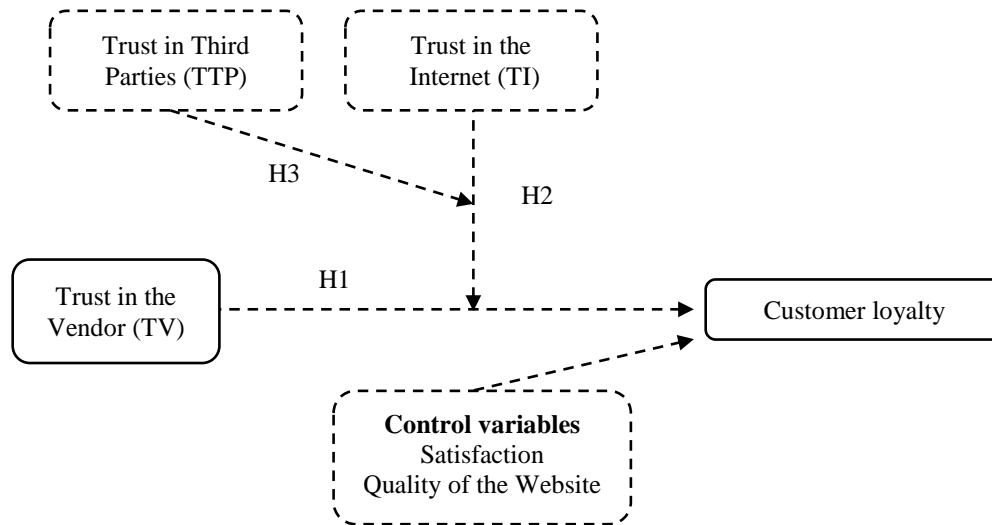 Trust in Third
Parties (TTP)
Trust in the
Internet (TI)
H3
H2
H1
Trust in the
Vendor (TV)
Customer loyalty
Control variables
Satisfaction
Quality of the Website